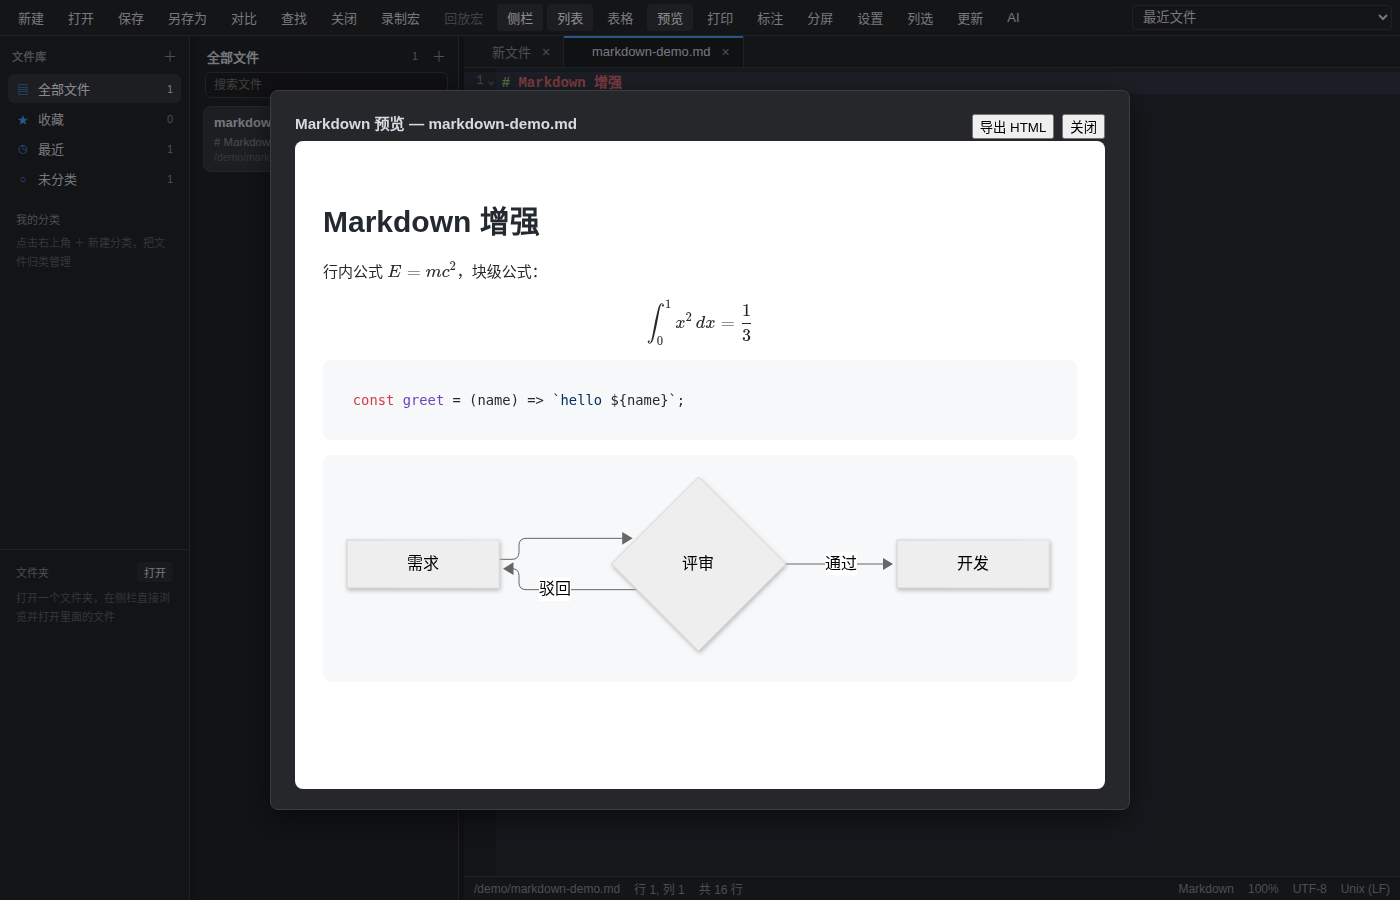 新建 打开 保存 另存为 对比 查找 关闭 录制宏 回放宏 侧栏 列表 表格 预览 打印 标注 分屏 设置 列选 更新 AI 最近文件
文件库 ＋
全部文件 1
收藏 0
最近 1
未分类 1
我的分类
点击右上角 ＋ 新建分类，把文
件归类管理
文件夹 打开
打开一个文件夹，在侧栏直接浏
览并打开里面的文件
全部文件 1 ＋
搜索文件
markdow
# Markdow
/demo/mark
新文件 × markdown-demo.md ×
1 # Markdown 增强
Markdown 预览 — markdown-demo.md 导出 HTML 关闭
Markdown 增强
行内公式 E = mc²，块级公式：
∫₀¹ x² dx = 1/3
const greet = (name) => `hello ${name}`;
需求 评审 通过 开发
驳回
/demo/markdown-demo.md 行 1, 列 1 共 16 行 Markdown 100% UTF-8 Unix (LF)